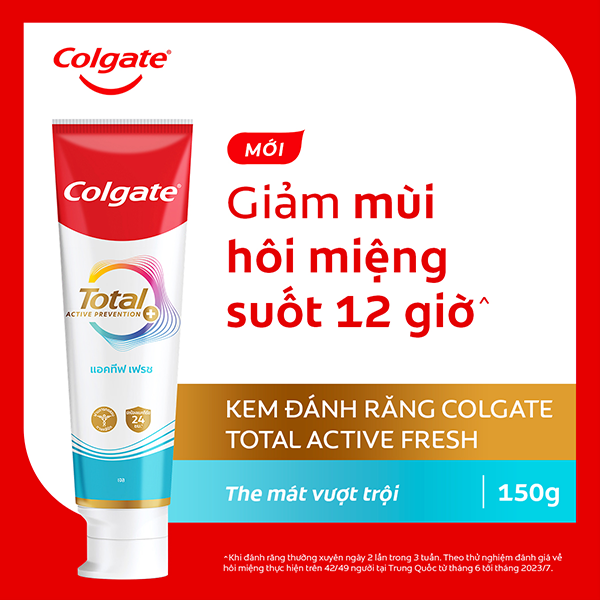 Colgate®
MỚI
Giảm mùi
hôi miệng
suốt 12 giờ^
Colgate®
Total
ACTIVE PREVENTION +
แอคทีฟ เฟรช
24
เจล
KEM ĐÁNH RĂNG COLGATE
TOTAL ACTIVE FRESH
The mát vượt trội | 150g
^Khi đánh răng thường xuyên ngày 2 lần trong 3 tuần. Theo thử nghiệm đánh giá về
hôi miệng thực hiện trên 42/49 người tại Trung Quốc từ tháng 6 tới tháng 2023/7.